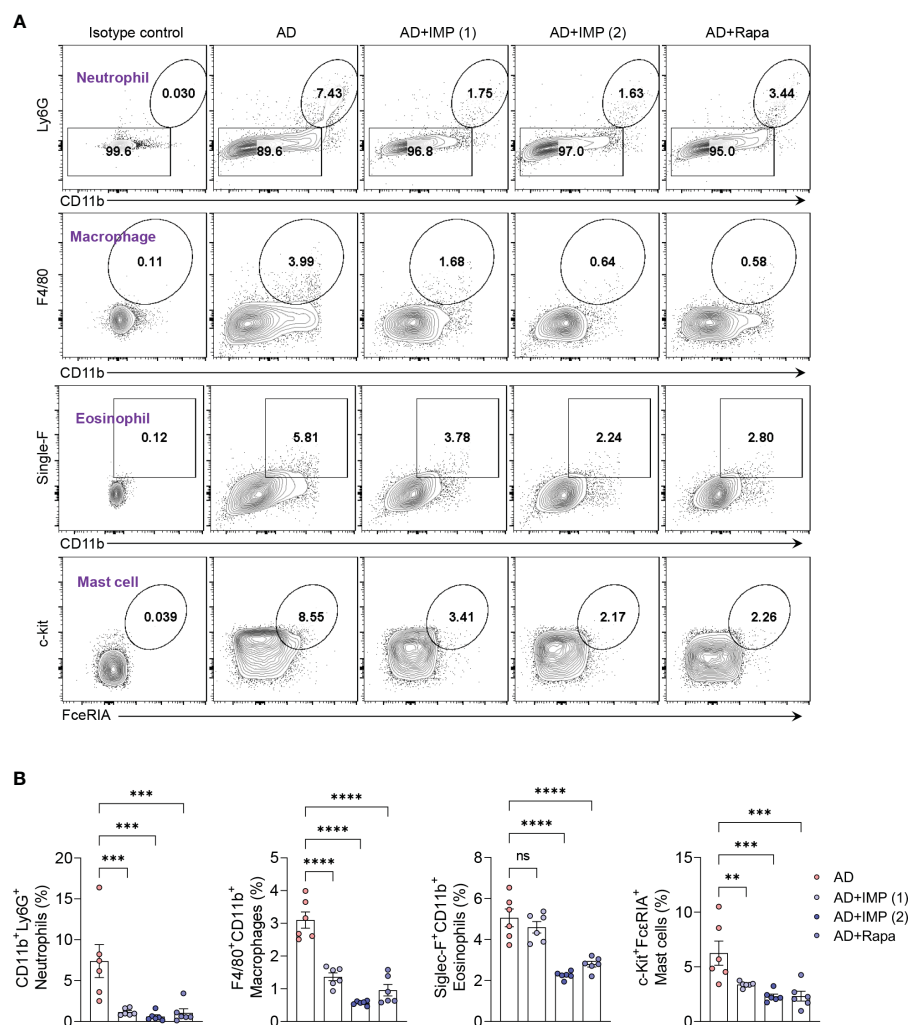 A
Isotype control AD AD+IMP (1) AD+IMP (2) AD+Rapa
Neutrophil
Ly6G
0.030 7.43 1.75 1.63 3.44
99.6 89.6 96.8 97.0 95.0
CD11b
Macrophage
F4/80
0.11 3.99 1.68 0.64 0.58
CD11b
Eosinophil
Single-F
0.12 5.81 3.78 2.24 2.80
CD11b
Mast cell
c-kit
0.039 8.55 3.41 2.17 2.26
FceRIA
B
CD11b+Ly6G+
Neutrophils (%)
20
15
10
5
0
***
***
***
F4/80+CD11b+
Macrophages (%)
5
4
3
2
1
0
****
****
****
Siglec-F+CD11b+
Eosinophils (%)
8
6
4
2
0
****
****
ns
c-Kit+FcεRIA+
Mast cells (%)
15
10
5
0
***
***
**
AD
AD+IMP (1)
AD+IMP (2)
AD+Rapa